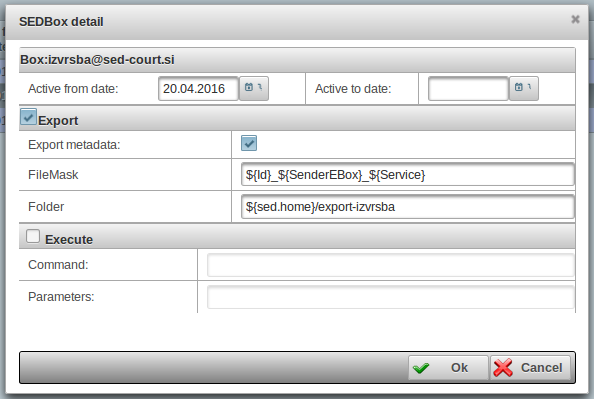 SEDBox detail
Box:izvrsba@sed-court.si
Active from date: 20.04.2016 Active to date:
Export
Export metadata:
FileMask ${Id}_${SenderEBox}_${Service}
Folder ${sed.home}/export-izvrsba
Execute
Command:
Parameters:
Ok Cancel